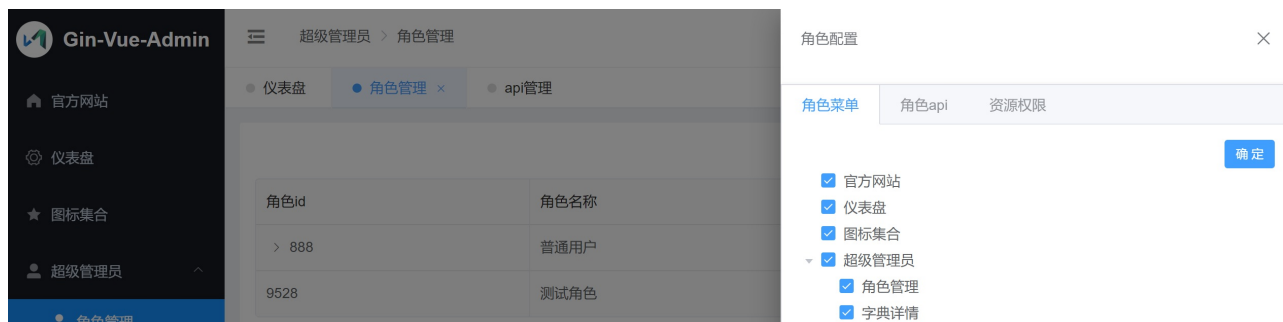 Gin-Vue-Admin
官方网站
仪表盘
图标集合
超级管理员
角色管理
超级管理员 > 角色管理
仪表盘
角色管理 ×
api管理
角色id
角色名称
> 888
普通用户
9528
测试角色
角色配置
角色菜单
角色api
资源权限
确定
官方网站
仪表盘
图标集合
超级管理员
角色管理
字典详情